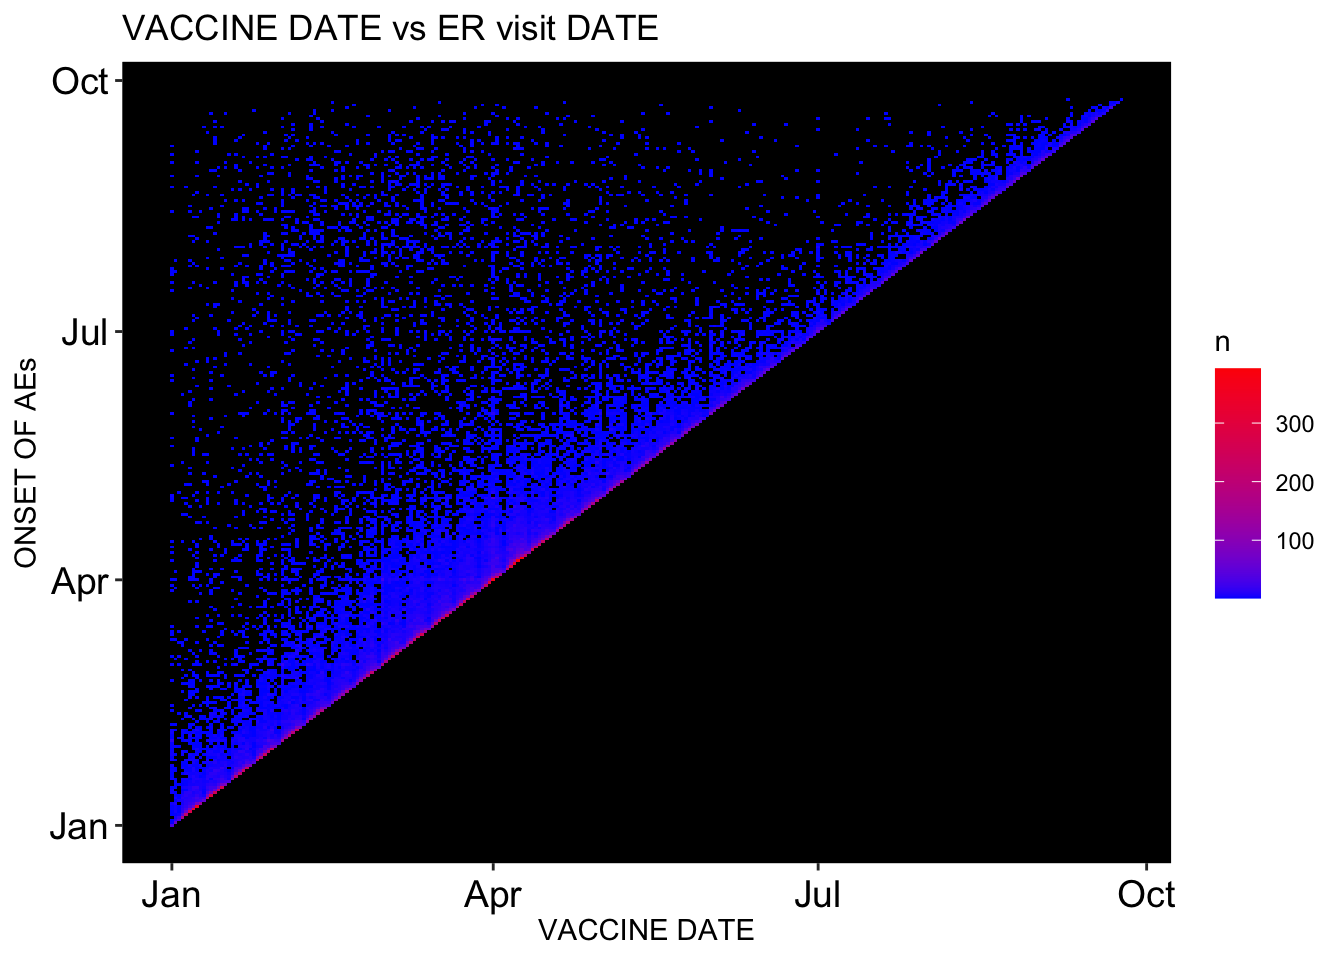 VACCINE DATE vs ER visit DATE
Oct
Jul
Apr
Jan
ONSET OF AEs
Jan
Apr
Jul
Oct
VACCINE DATE
n
300
200
100